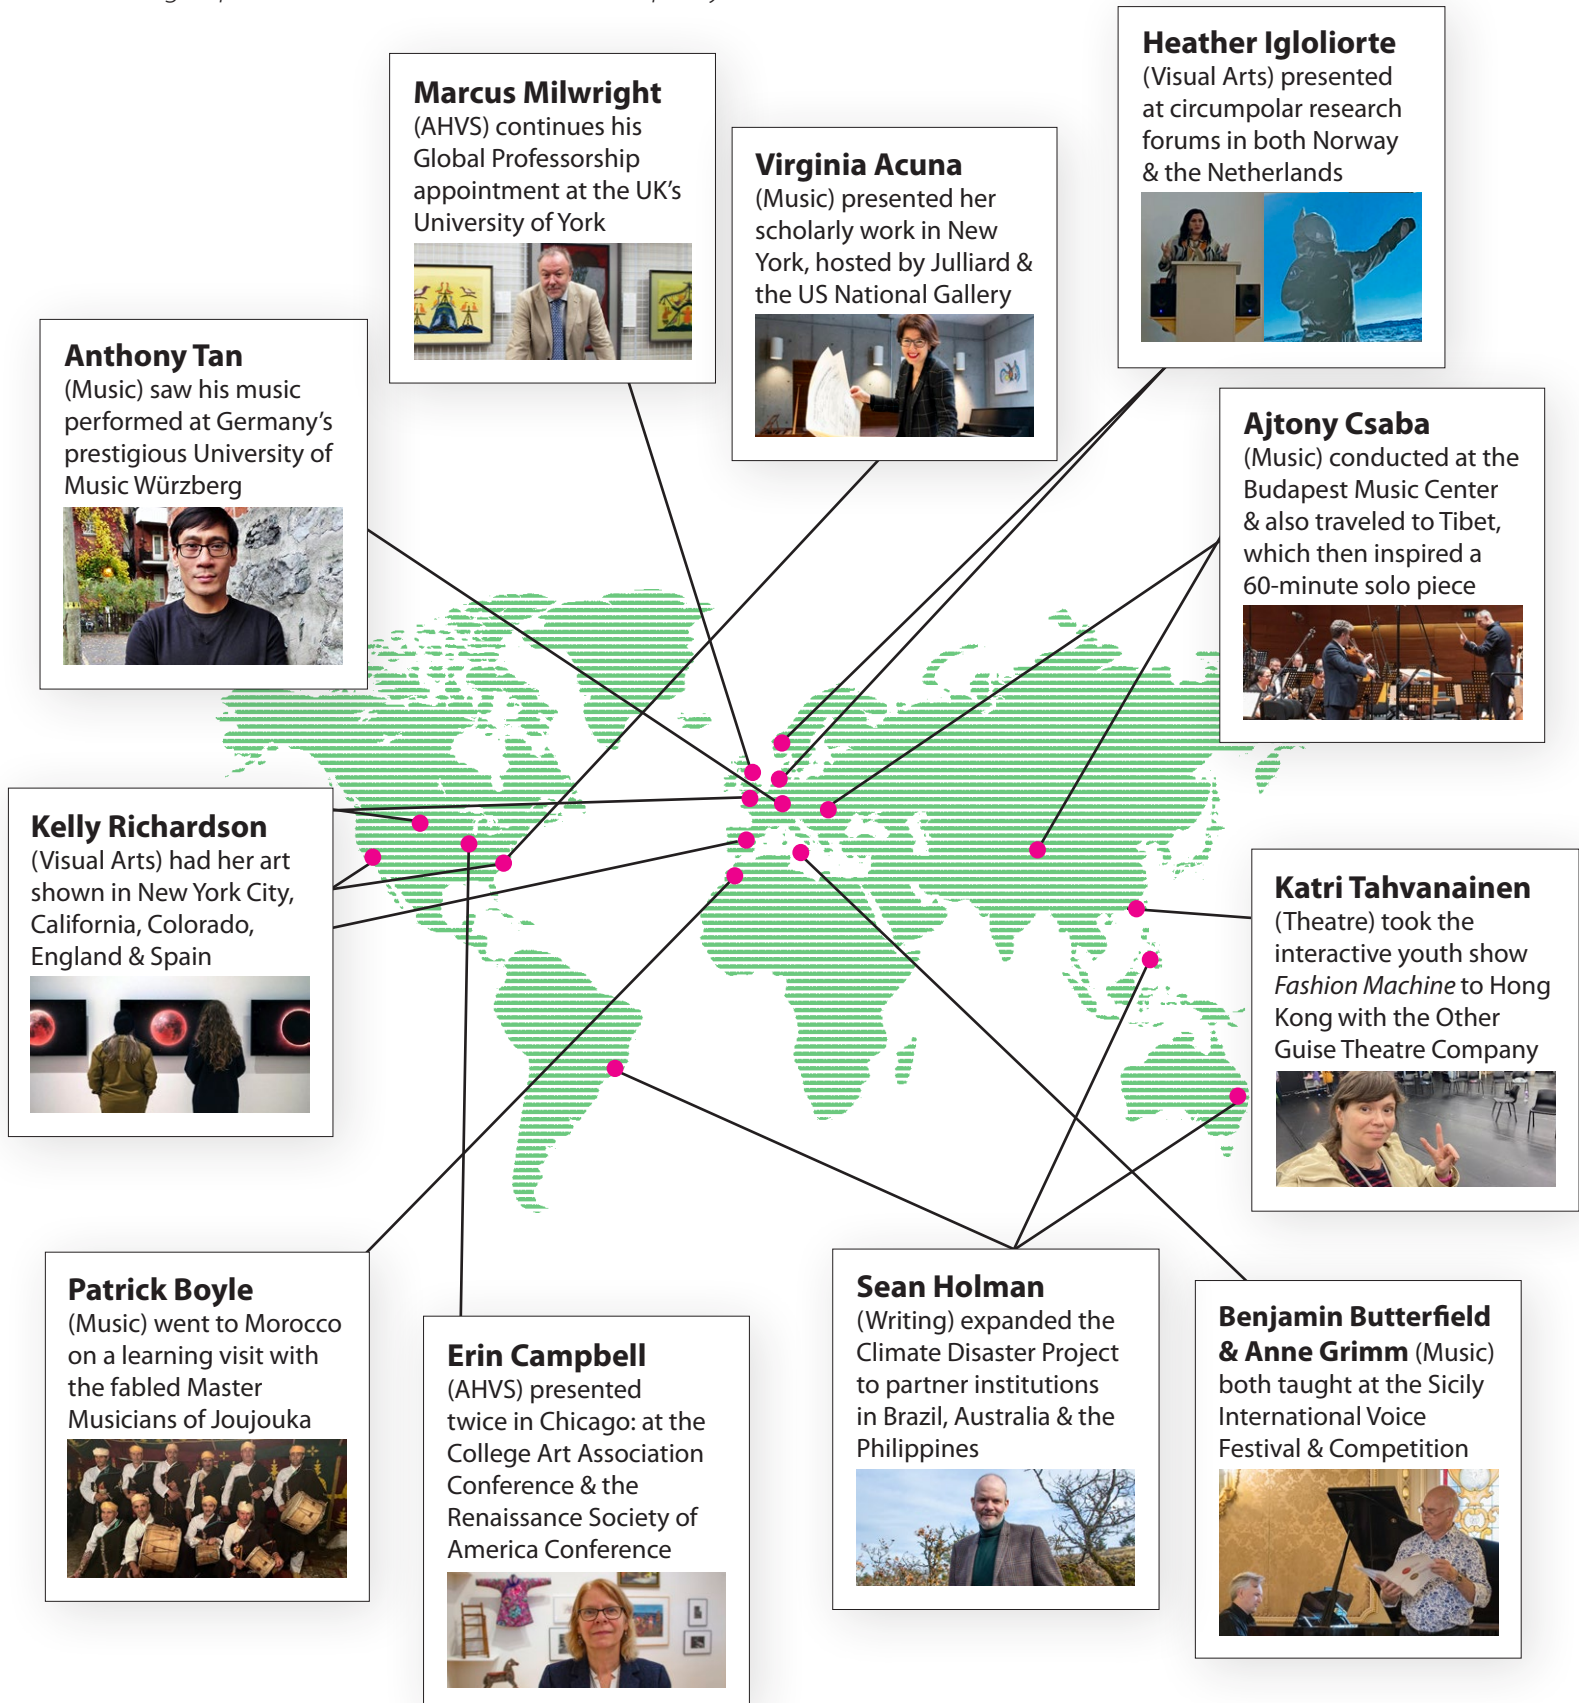 Marcus Milwright
(AHVS) continues his
Global Professorship
appointment at the UK's
University of York
Virginia Acuna
(Music) presented her
scholarly work in New
York, hosted by Julliard &
the US National Gallery
Heather Igloliorte
(Visual Arts) presented
at circumpolar research
forums in both Norway
& the Netherlands
Anthony Tan
(Music) saw his music
performed at Germany's
prestigious University of
Music Würzberg
Ajtony Csaba
(Music) conducted at the
Budapest Music Center
& also traveled to Tibet,
which then inspired a
60-minute solo piece
Kelly Richardson
(Visual Arts) had her art
shown in New York City,
California, Colorado,
England & Spain
Katri Tahvanainen
(Theatre) took the
interactive youth show
Fashion Machine to Hong
Kong with the Other
Guise Theatre Company
Patrick Boyle
(Music) went to Morocco
on a learning visit with
the fabled Master
Musicians of Joujouka
Erin Campbell
(AHVS) presented
twice in Chicago: at the
College Art Association
Conference & the
Renaissance Society of
America Conference
Sean Holman
(Writing) expanded the
Climate Disaster Project
to partner institutions
in Brazil, Australia & the
Philippines
Benjamin Butterfield
& Anne Grimm (Music)
both taught at the Sicily
International Voice
Festival & Competition